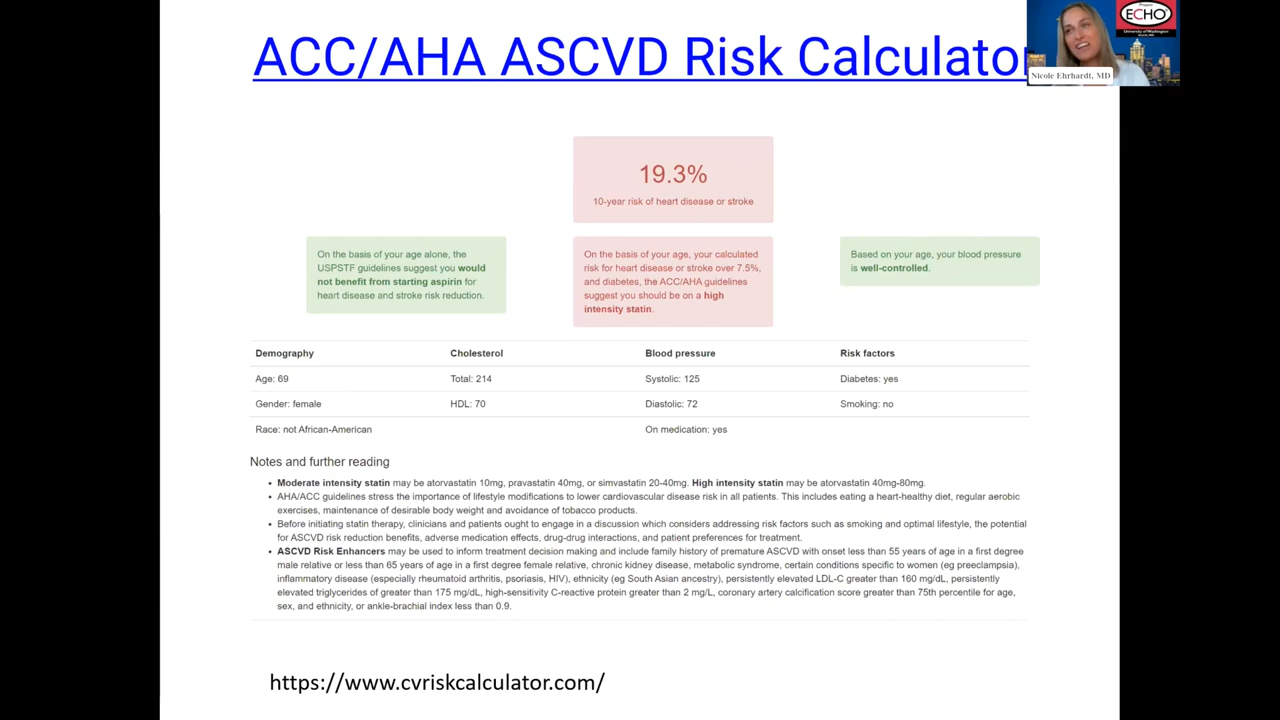 ACC/AHA ASCVD Risk Calculator
Project
ECHO®
University of Washington
Nicole Ehrhardt, MD
19.3%
10-year risk of heart disease or stroke
On the basis of your age alone, the
USPSTF guidelines suggest you would
not benefit from starting aspirin for
heart disease and stroke risk reduction.
On the basis of your age, your calculated
risk for heart disease or stroke over 7.5%,
and diabetes, the ACC/AHA guidelines
suggest you should be on a high
intensity statin.
Based on your age, your blood pressure
is well-controlled.
Demography Cholesterol Blood pressure Risk factors
Age: 69 Total: 214 Systolic: 125 Diabetes: yes
Gender: female HDL: 70 Diastolic: 72 Smoking: no
Race: not African-American On medication: yes
Notes and further reading
• Moderate intensity statin may be atorvastatin 10mg, pravastatin 40mg, or simvastatin 20-40mg. High intensity statin may be atorvastatin 40mg-80mg.
• AHA/ACC guidelines stress the importance of lifestyle modifications to lower cardiovascular disease risk in all patients. This includes eating a heart-healthy diet, regular aerobic
exercises, maintenance of desirable body weight and avoidance of tobacco products.
• Before initiating statin therapy, clinicians and patients ought to engage in a discussion which considers addressing risk factors such as smoking and optimal lifestyle, the potential
for ASCVD risk reduction benefits, adverse medication effects, drug-drug interactions, and patient preferences for treatment.
• ASCVD Risk Enhancers may be used to inform treatment decision making and include family history of premature ASCVD with onset less than 55 years of age in a first degree
male relative or less than 65 years of age in a first degree female relative, chronic kidney disease, metabolic syndrome, certain conditions specific to women (eg preeclampsia),
inflammatory disease (especially rheumatoid arthritis, psoriasis, HIV), ethnicity (eg South Asian ancestry), persistently elevated LDL-C greater than 160 mg/dL, persistently
elevated triglycerides of greater than 175 mg/dL, high-sensitivity C-reactive protein greater than 2 mg/L, coronary artery calcification score greater than 75th percentile for age,
sex, and ethnicity, or ankle-brachial index less than 0.9.
https://www.cvriskcalculator.com/